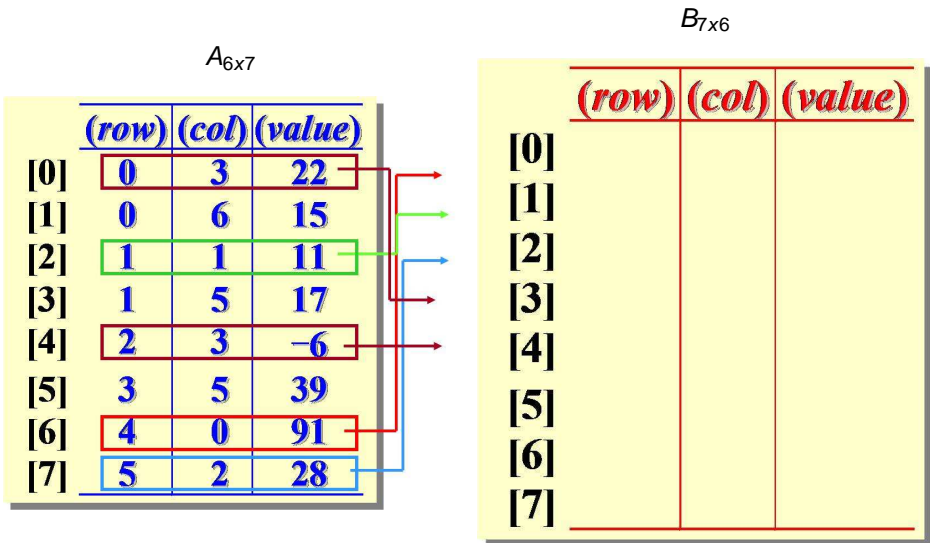 A6x7
(row) (col) (value)
[0] 0 3 22
[1] 0 6 15
[2] 1 1 11
[3] 1 5 17
[4] 2 3 −6
[5] 3 5 39
[6] 4 0 91
[7] 5 2 28
B7x6
(row) (col) (value)
[0]
[1]
[2]
[3]
[4]
[5]
[6]
[7]